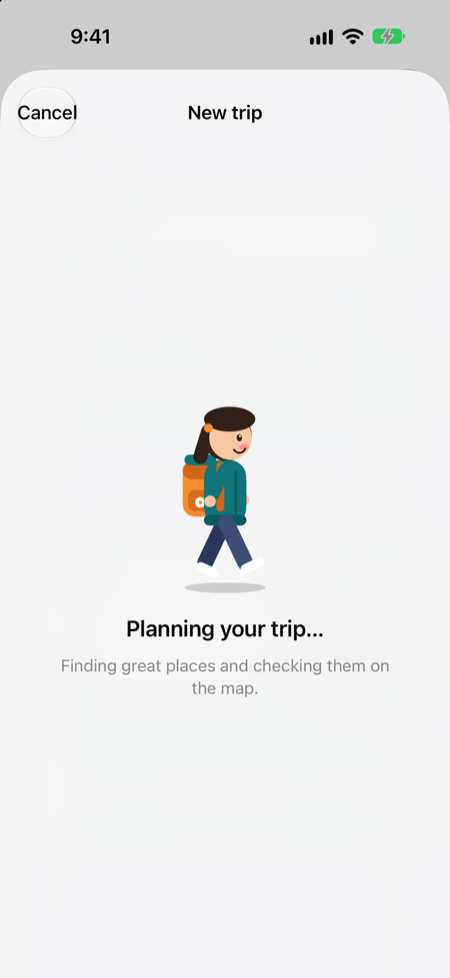 9:41
Cancel
New trip
Planning your trip...
Finding great places and checking them on
the map.